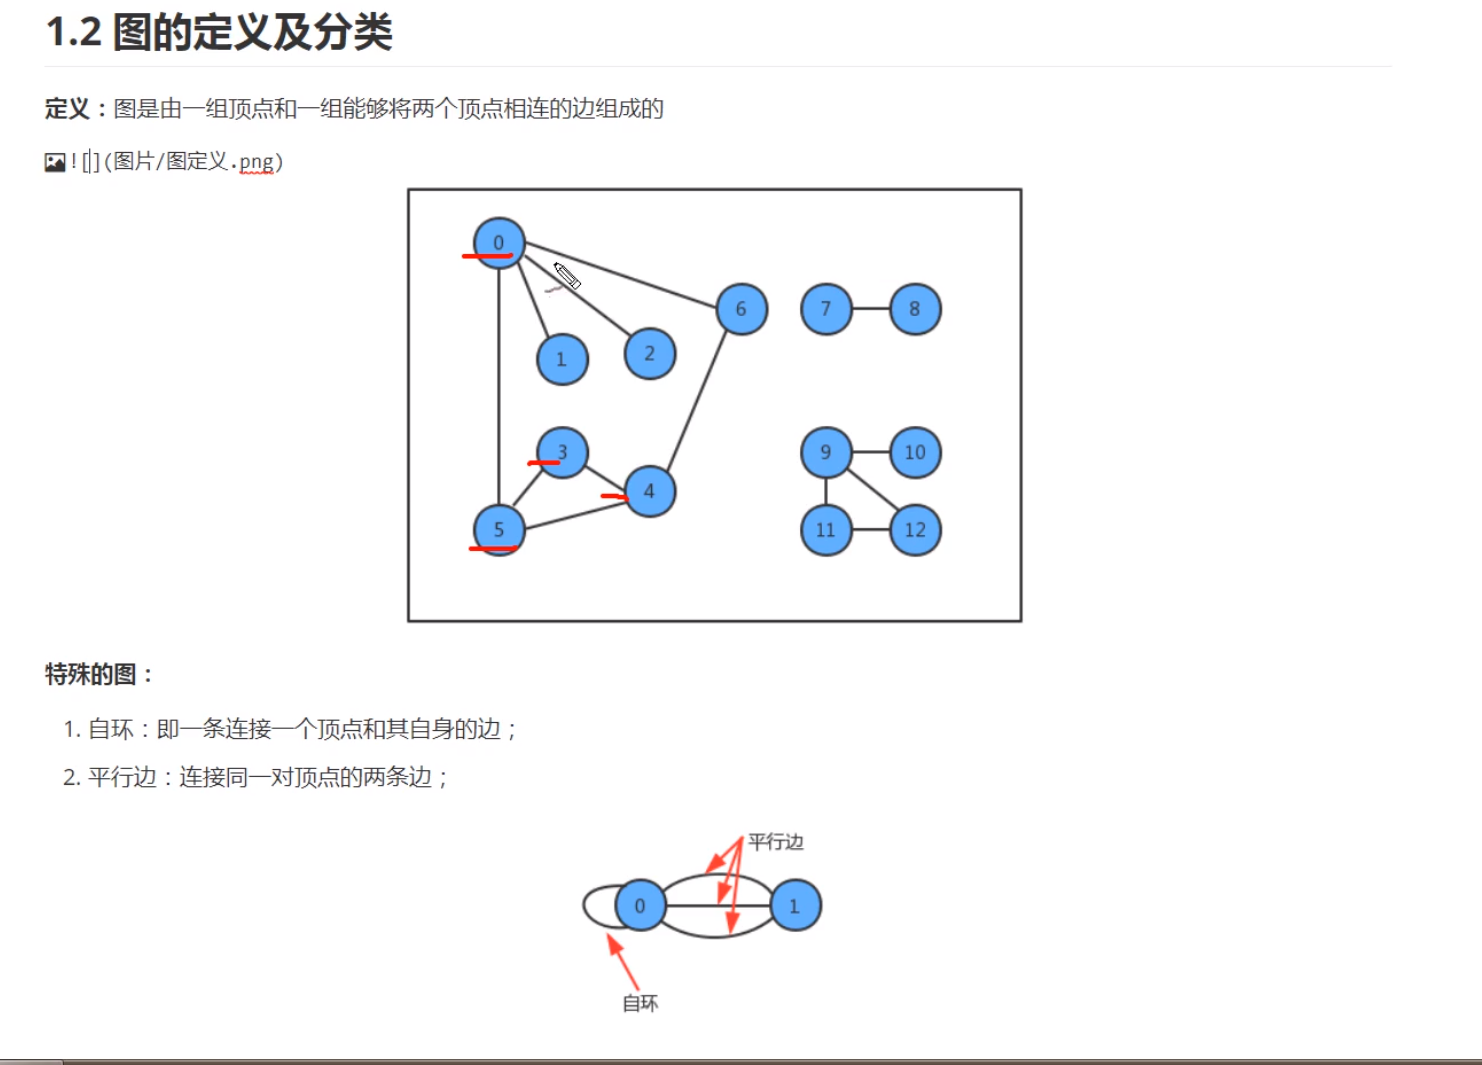 1.2 图的定义及分类
定义：图是由一组顶点和一组能够将两个顶点相连的边组成的
![](图片/图定义.png)
0
6
7
8
1
2
3
9
10
4
5
11
12
特殊的图：
1. 自环：即一条连接一个顶点和其自身的边；
2. 平行边：连接同一对顶点的两条边；
平行边
0
1
自环